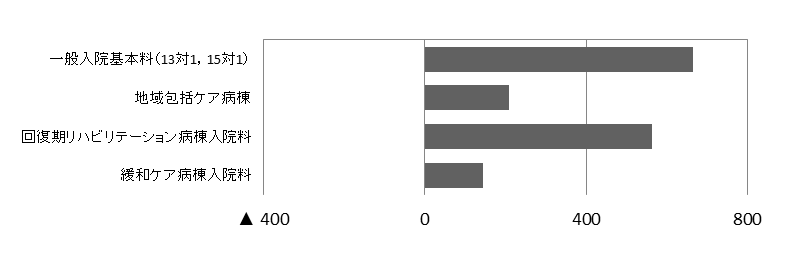 一般入院基本料（13対1，15対1）
地域包括ケア病棟
回復期リハビリテーション病棟入院料
緩和ケア病棟入院料
▲ 400 0 400 800